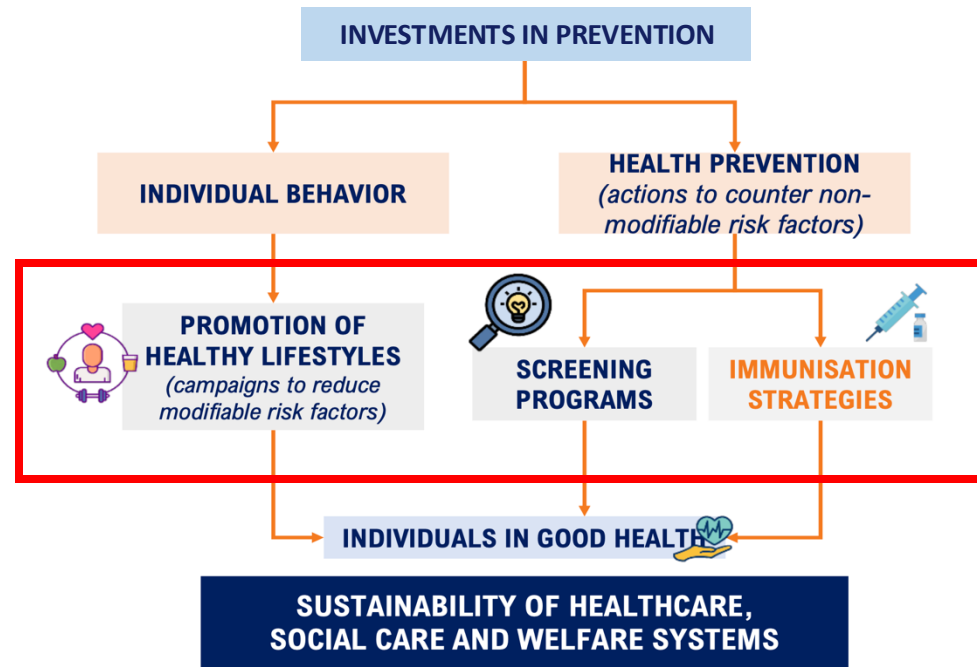 INVESTMENTS IN PREVENTION
INDIVIDUAL BEHAVIOR
HEALTH PREVENTION
(actions to counter non-
modifiable risk factors)
PROMOTION OF
HEALTHY LIFESTYLES
(campaigns to reduce
modifiable risk factors)
SCREENING
PROGRAMS
IMMUNISATION
STRATEGIES
INDIVIDUALS IN GOOD HEALTH
SUSTAINABILITY OF HEALTHCARE,
SOCIAL CARE AND WELFARE SYSTEMS